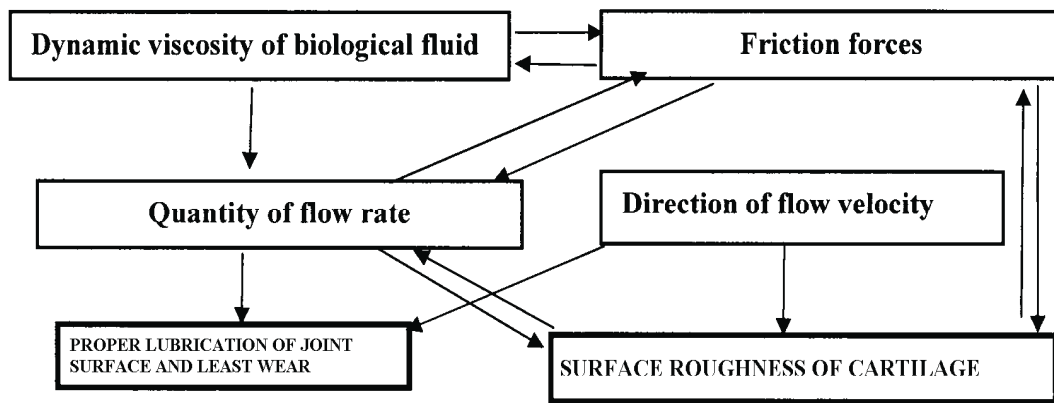 Dynamic viscosity of biological fluid
Friction forces
Quantity of flow rate
Direction of flow velocity
PROPER LUBRICATION OF JOINT
SURFACE AND LEAST WEAR
SURFACE ROUGHNESS OF CARTILAGE